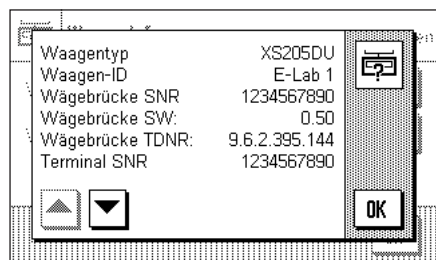 Waagentyp XS205DU
Waagen-ID E-Lab 1
Wägebrücke SNR 1234567890
Wägebrücke SW: 0.50
Wägebrücke TDNR: 9.6.2.395.144
Terminal SNR 1234567890
OK